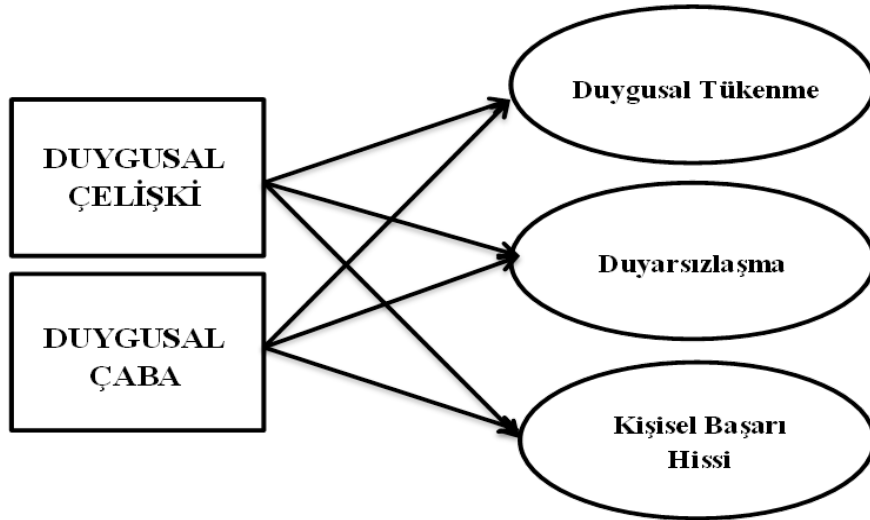 DUYGUSAL
ÇELİŞKİ
DUYGUSAL
ÇABA
Duygusal Tükenme
Duyarsızlaşma
Kişisel Başarı
Hissi